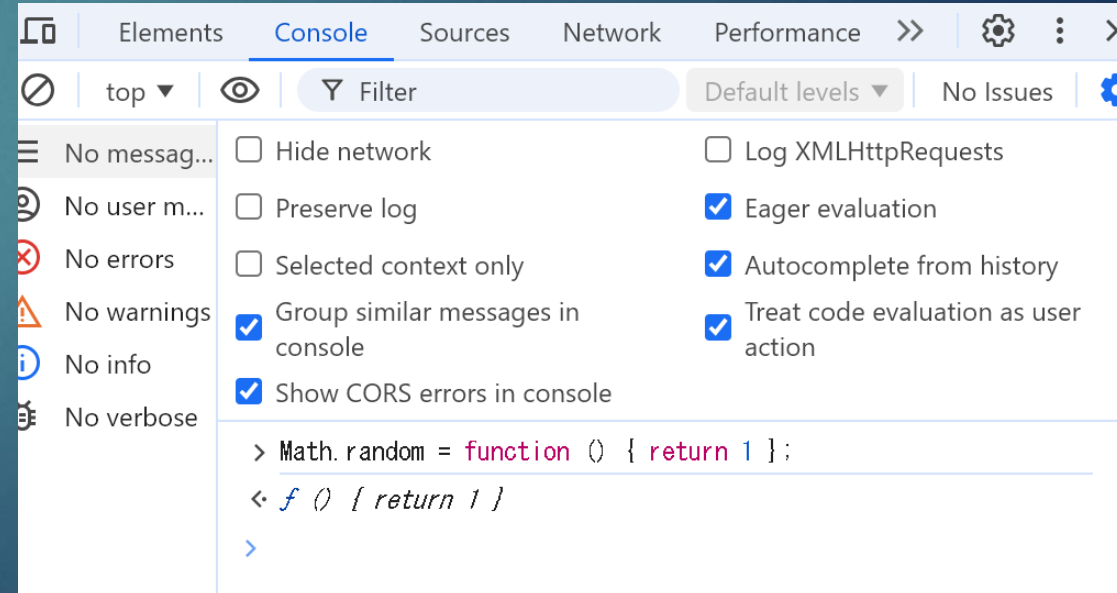 Elements Console Sources Network Performance
top ▼ Filter Default levels ▼ No Issues
No messag...
No user m...
No errors
No warnings
No info
No verbose
Hide network
Log XMLHttpRequests
Preserve log
Eager evaluation
Selected context only
Autocomplete from history
Group similar messages in
console
Treat code evaluation as user
action
Show CORS errors in console
> Math.random = function () { return 1 };
<· ƒ () { return 1 }
>